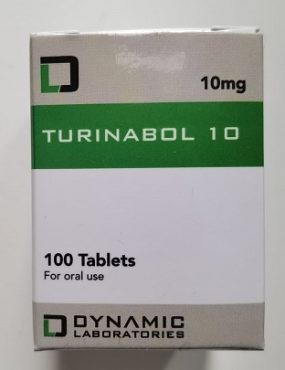 10mg
TURINABOL 10
100 Tablets
For oral use
DYNAMIC
LABORATORIES